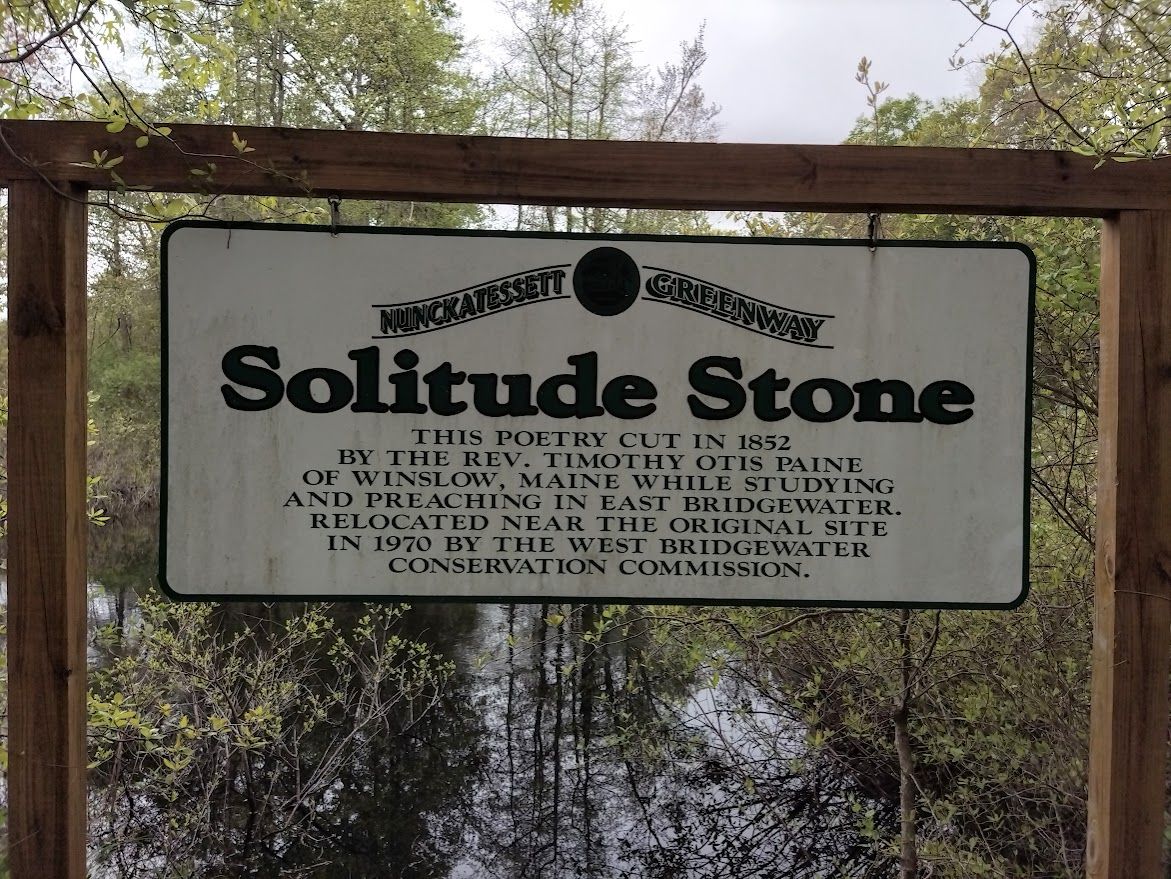 NUNCKATESSETT GREENWAY
Solitude Stone
THIS POETRY CUT IN 1852
BY THE REV. TIMOTHY OTIS PAINE
OF WINSLOW, MAINE WHILE STUDYING
AND PREACHING IN EAST BRIDGEWATER.
RELOCATED NEAR THE ORIGINAL SITE
IN 1970 BY THE WEST BRIDGEWATER
CONSERVATION COMMISSION.